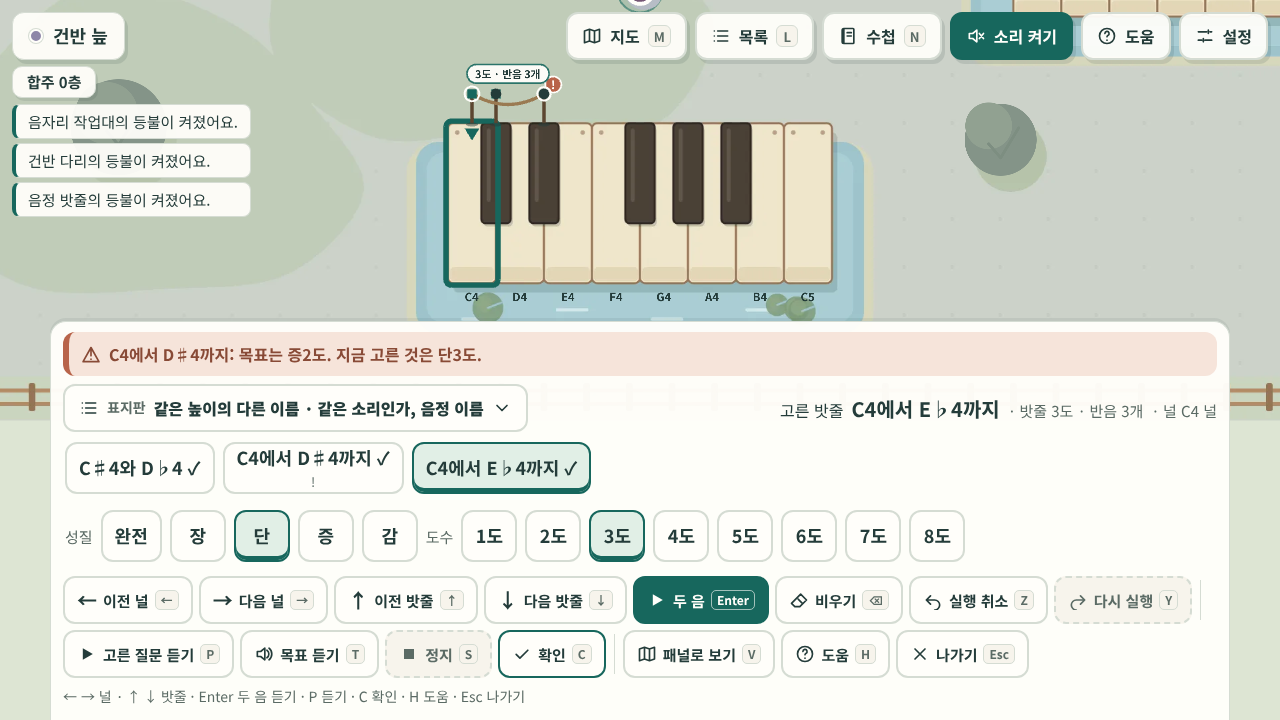 건반 늪
지도 M
목록 L
수첩 N
소리 켜기
도움
설정
합주 0층
음자리 작업대의 등불이 켜졌어요.
건반 다리의 등불이 켜졌어요.
음정 밧줄의 등불이 켜졌어요.
3도 · 반음 3개
!
C4 D4 E4 F4 G4 A4 B4 C5
C4에서 D♯4까지: 목표는 증2도. 지금 고른 것은 단3도.
표지판 같은 높이의 다른 이름 · 같은 소리인가, 음정 이름
고른 밧줄 C4에서 E♭4까지 · 밧줄 3도 · 반음 3개 · 널 C4 널
C♯4와 D♭4 ✓
C4에서 D♯4까지 ✓
!
C4에서 E♭4까지 ✓
성질 완전 장 단 증 감 도수 1도 2도 3도 4도 5도 6도 7도 8도
← 이전 널 ← → 다음 널 → ↑ 이전 밧줄 ↑ ↓ 다음 밧줄 ↓ 두 음 Enter 비우기 ⌫ 실행 취소 Z 다시 실행 Y
고른 질문 듣기 P 목표 듣기 T 정지 S 확인 C 패널로 보기 V 도움 H 나가기 Esc
← → 널 · ↑ ↓ 밧줄 · Enter 두 음 듣기 · P 듣기 · C 확인 · H 도움 · Esc 나가기